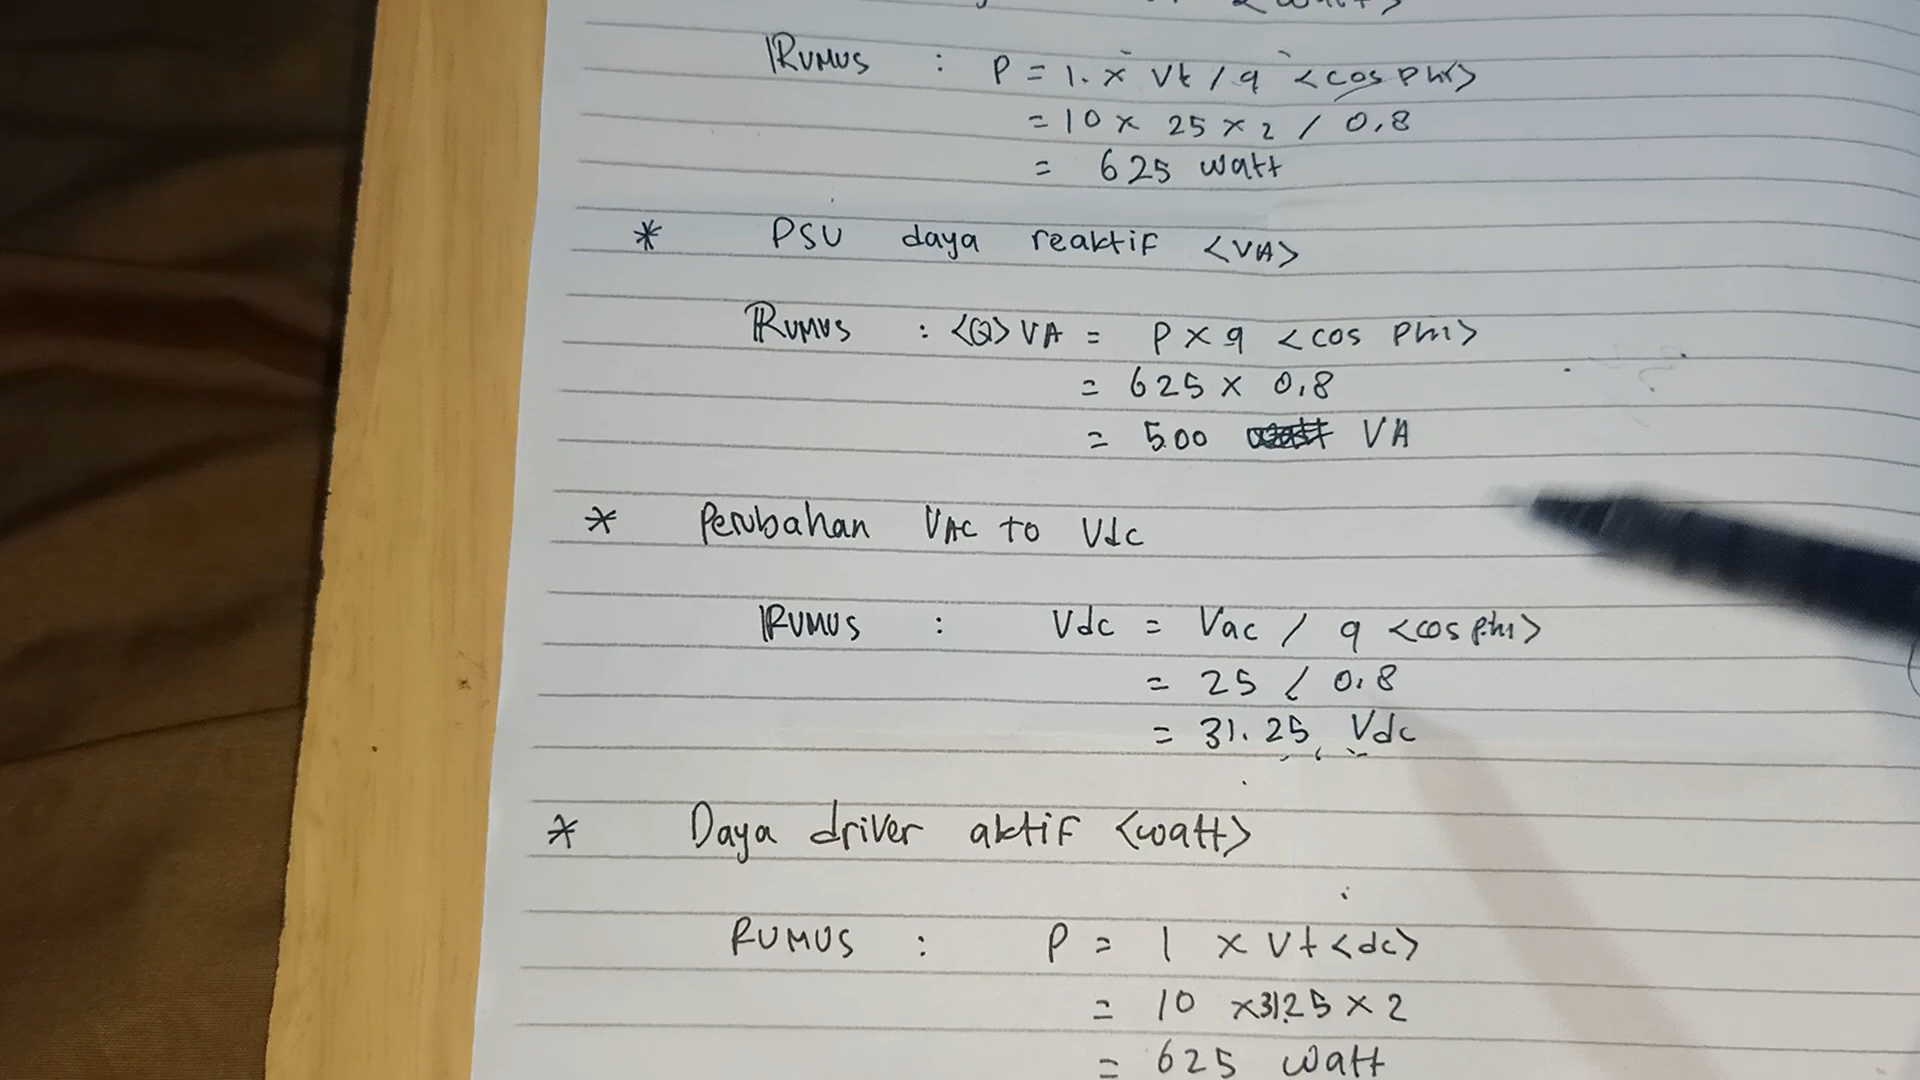 RUMUS : P = 1. x Vt / q <cos phi>
= 10 x 25 x 2 / 0,8
= 625 watt
* PSU daya reaktif <VA>
RUMUS : <Q> VA = P x q <cos phi>
= 625 x 0,8
= 500 VA
* Perubahan VAC to Vdc
RUMUS : Vdc = Vac / q <cos phi>
= 25 / 0.8
= 31.25 Vdc
* Daya driver aktif <watt>
RUMUS : P = 1 x Vt <dc>
= 10 x 31.25 x 2
= 625 watt